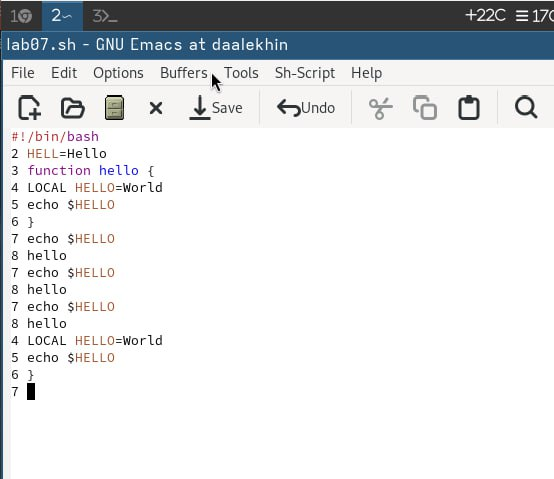 1 2 3 +22C 170
lab07.sh - GNU Emacs at daalekhin
File Edit Options Buffers Tools Sh-Script Help
Save Undo
#!/bin/bash
2 HELL=Hello
3 function hello {
4 LOCAL HELLO=World
5 echo $HELLO
6 }
7 echo $HELLO
8 hello
7 echo $HELLO
8 hello
7 echo $HELLO
8 hello
4 LOCAL HELLO=World
5 echo $HELLO
6 }
7